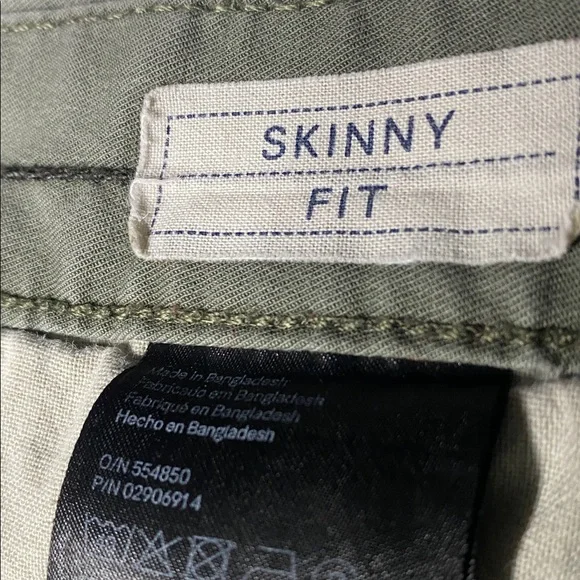 SKINNY
FIT
Made in Bangladesh
Fabricado em Bangladesh
Fabriqué en Bangladesh
Hecho en Bangladesh
O/N 554850
P/N 02906914